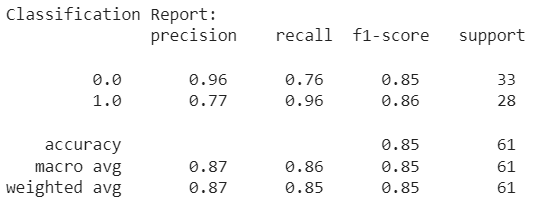 Classification Report:
precision recall f1-score support
0.0 0.96 0.76 0.85 33
1.0 0.77 0.96 0.86 28
accuracy 0.85 61
macro avg 0.87 0.86 0.85 61
weighted avg 0.87 0.85 0.85 61